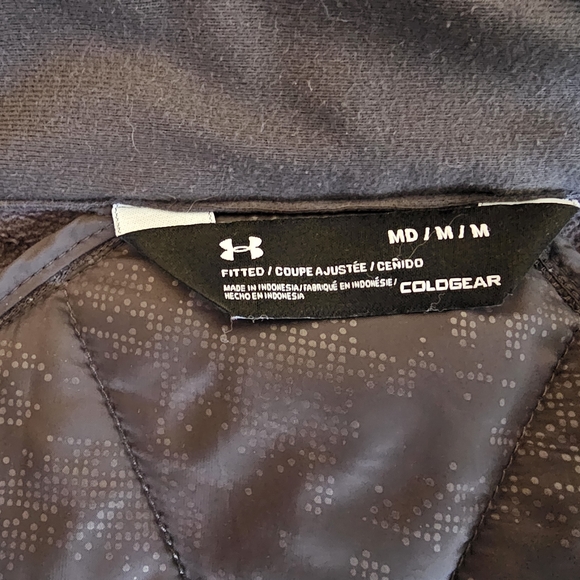 MD / M / M
FITTED / COUPE AJUSTÉE / CEÑIDO
MADE IN INDONESIA/FABRIQUÉ EN INDONÉSIE/
HECHO EN INDONESIA
COLDGEAR